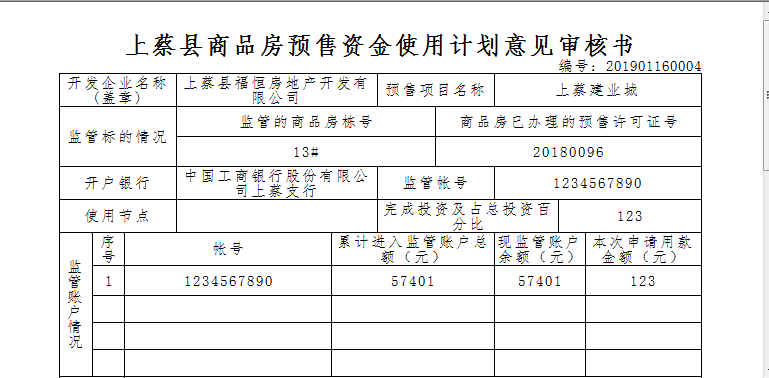 上蔡县商品房预售资金使用计划意见审核书
编号：201901160004
开发企业名称
(盖章)
上蔡县福恒房地产开发有
限公司
预售项目名称
上蔡建业城
监管标的情况
监管的商品房栋号
商品房已办理的预售许可证号
13#
20180096
开户银行
中国工商银行股份有限公
司上蔡支行
监管帐号
1234567890
使用节点
完成投资及占总投资百
分比
123
监管账户情况
序
号
帐号
累计进入监管账户总
额（元）
现监管账户
余额（元）
本次申请用款
金额（元）
1
1234567890
57401
57401
123